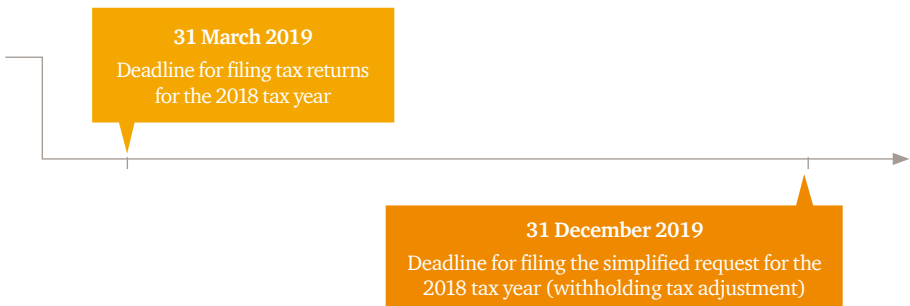 31 March 2019
Deadline for filing tax returns
for the 2018 tax year
31 December 2019
Deadline for filing the simplified request for the
2018 tax year (withholding tax adjustment)